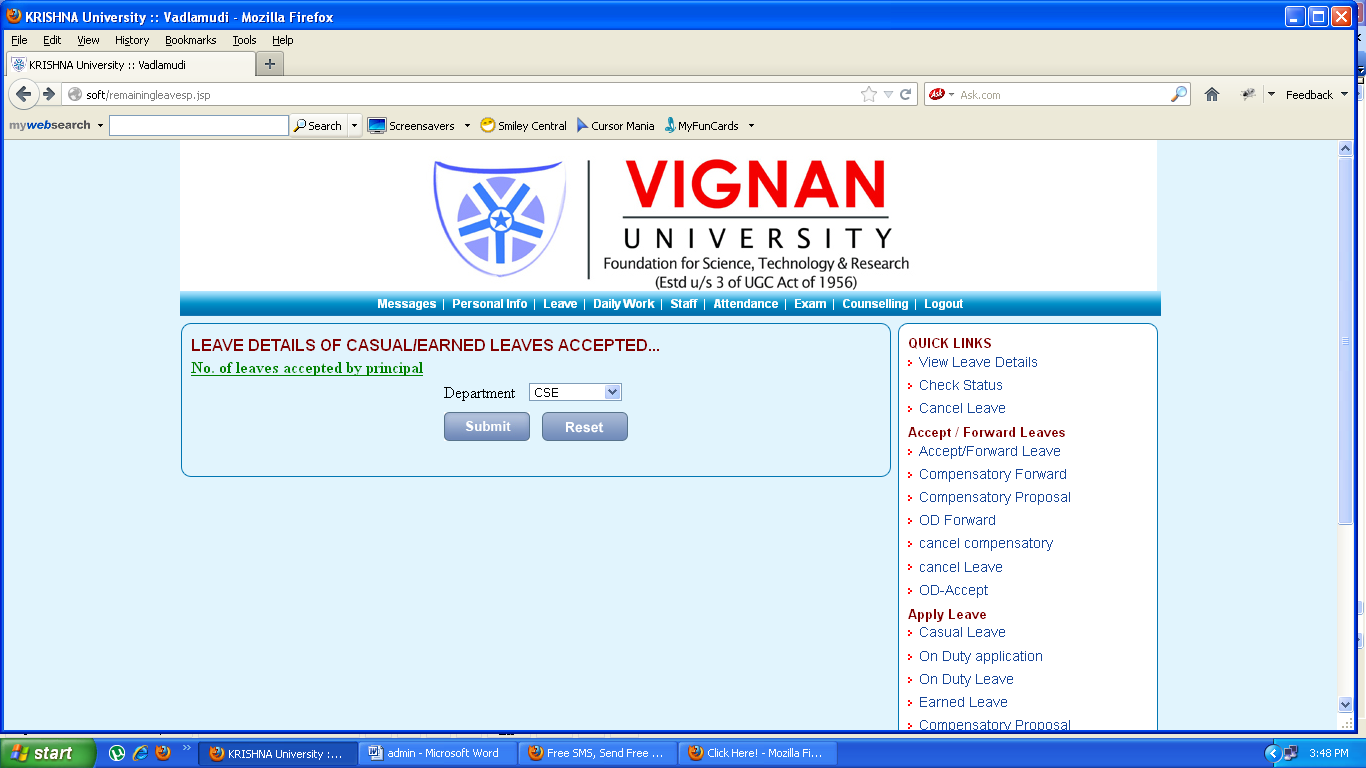 KRISHNA University :: Vadlamudi - Mozilla Firefox
File Edit View History Bookmarks Tools Help
KRISHNA University :: Vadlamudi
soft/remainingleavesp.jsp
Ask Ask.com
Feedback
mywebsearch Search Screensavers Smiley Central Cursor Mania MyFunCards
VIGNAN
UNIVERSITY
Foundation for Science, Technology & Research
(Estd u/s 3 of UGC Act of 1956)
Messages | Personal Info | Leave | Daily Work | Staff | Attendance | Exam | Counselling | Logout
LEAVE DETAILS OF CASUAL/EARNED LEAVES ACCEPTED...
No. of leaves accepted by principal
Department CSE
Submit Reset
QUICK LINKS
View Leave Details
Check Status
Cancel Leave
Accept / Forward Leaves
Accept/Forward Leave
Compensatory Forward
Compensatory Proposal
OD Forward
cancel compensatory
cancel Leave
OD-Accept
Apply Leave
Casual Leave
On Duty application
On Duty Leave
Earned Leave
Compensatory Proposal
start
KRISHNA University :...
admin - Microsoft Word
Free SMS, Send Free ...
Click Here! - Mozilla Fi...
3:48 PM